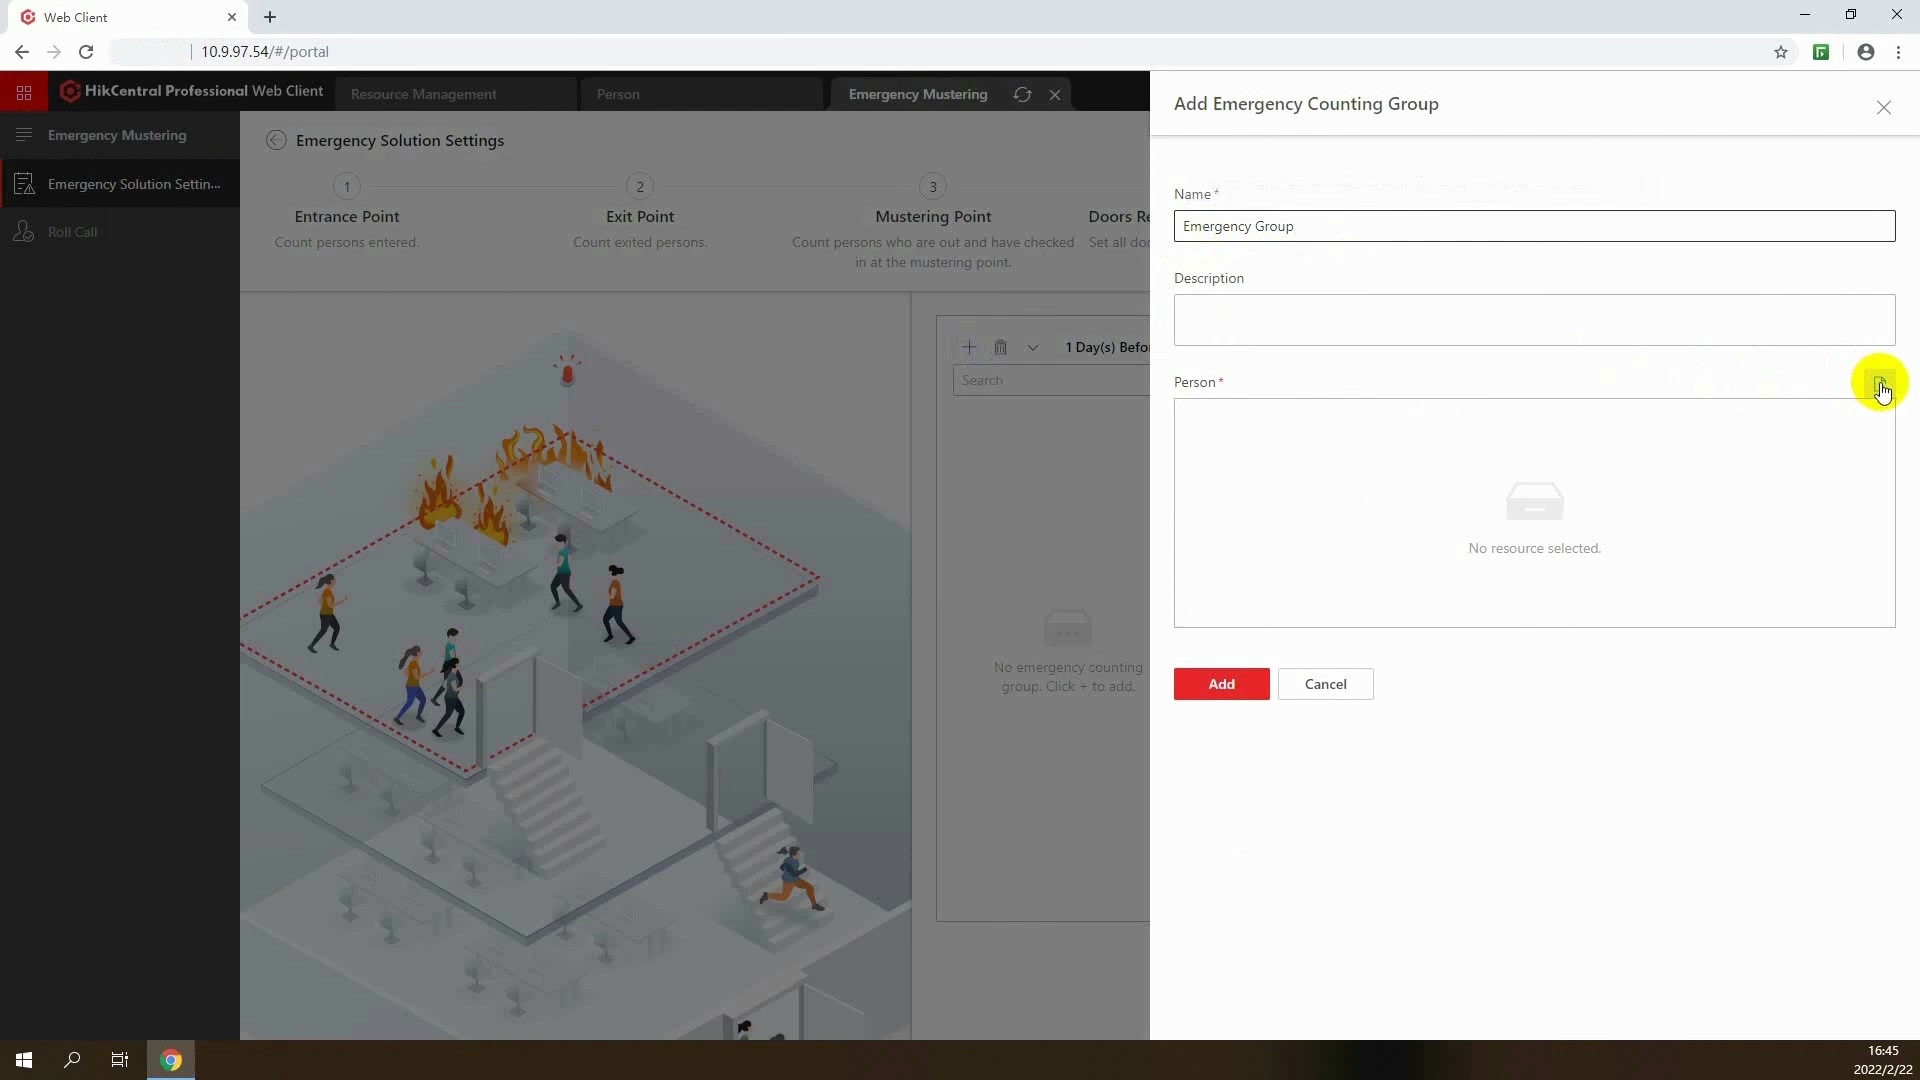 Web Client
10.9.97.54/#/portal
HikCentral Professional Web Client
Resource Management
Person
Emergency Mustering
Add Emergency Counting Group
Emergency Mustering
Emergency Solution Settin...
Roll Call
Emergency Solution Settings
1
2
3
Entrance Point
Exit Point
Mustering Point
Doors Re
Count persons entered.
Count exited persons.
Count persons who are out and have checked
in at the mustering point.
Set all doo
1 Day(s) Befor
Search
No emergency counting
group. Click + to add.
Name*
Emergency Group
Description
Person*
No resource selected.
Add
Cancel
16:45
2022/2/22